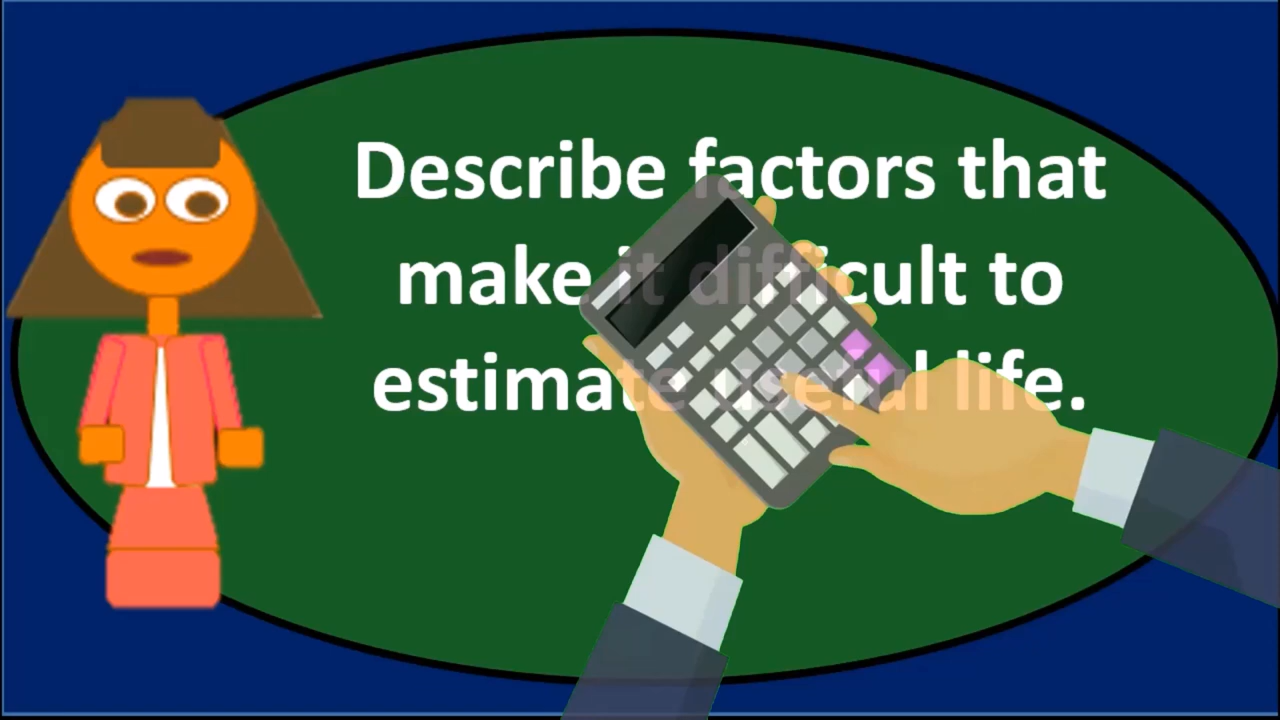 Describe factors that
make it difficult to
estimate useful life.